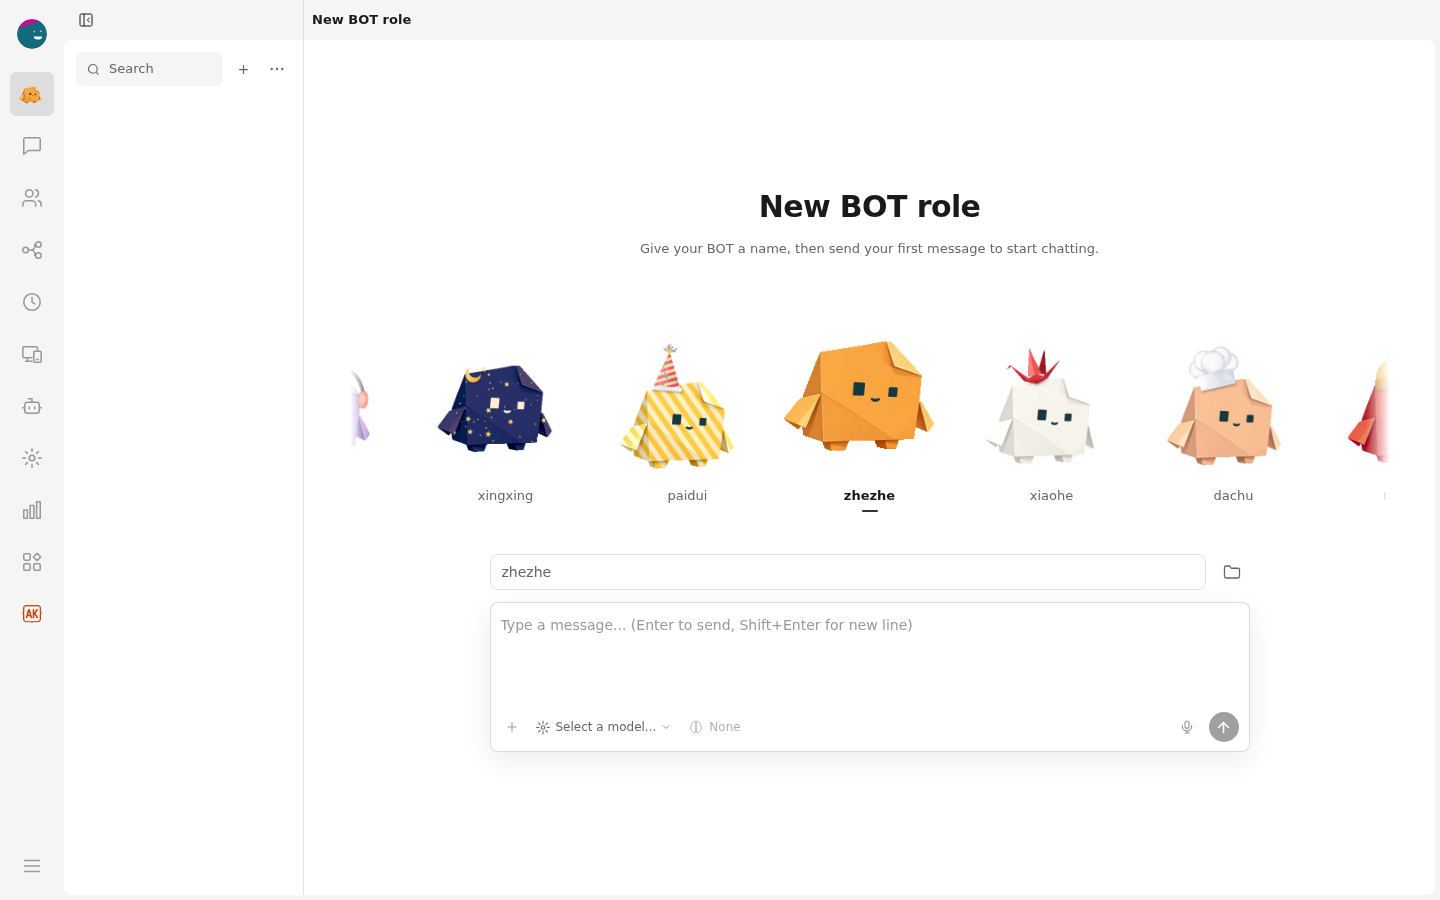 New BOT role
Search
New BOT role
Give your BOT a name, then send your first message to start chatting.
xingxing
paidui
zhezhe
xiaohe
dachu
zhezhe
Type a message... (Enter to send, Shift+Enter for new line)
Select a model...
None
AK